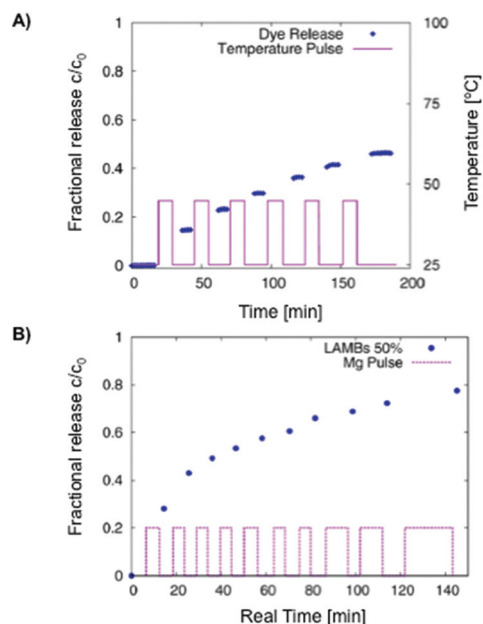 A)
Fractional release c/c₀
1
0.8
0.6
0.4
0.2
0
Dye Release
Temperature Pulse
100
75
50
25
Temperature [°C]
0 50 100 150 200
Time [min]
B)
Fractional release c/c₀
1
0.8
0.6
0.4
0.2
0
LAMBs 50%
Mg Pulse
0 20 40 60 80 100 120 140
Real Time [min]